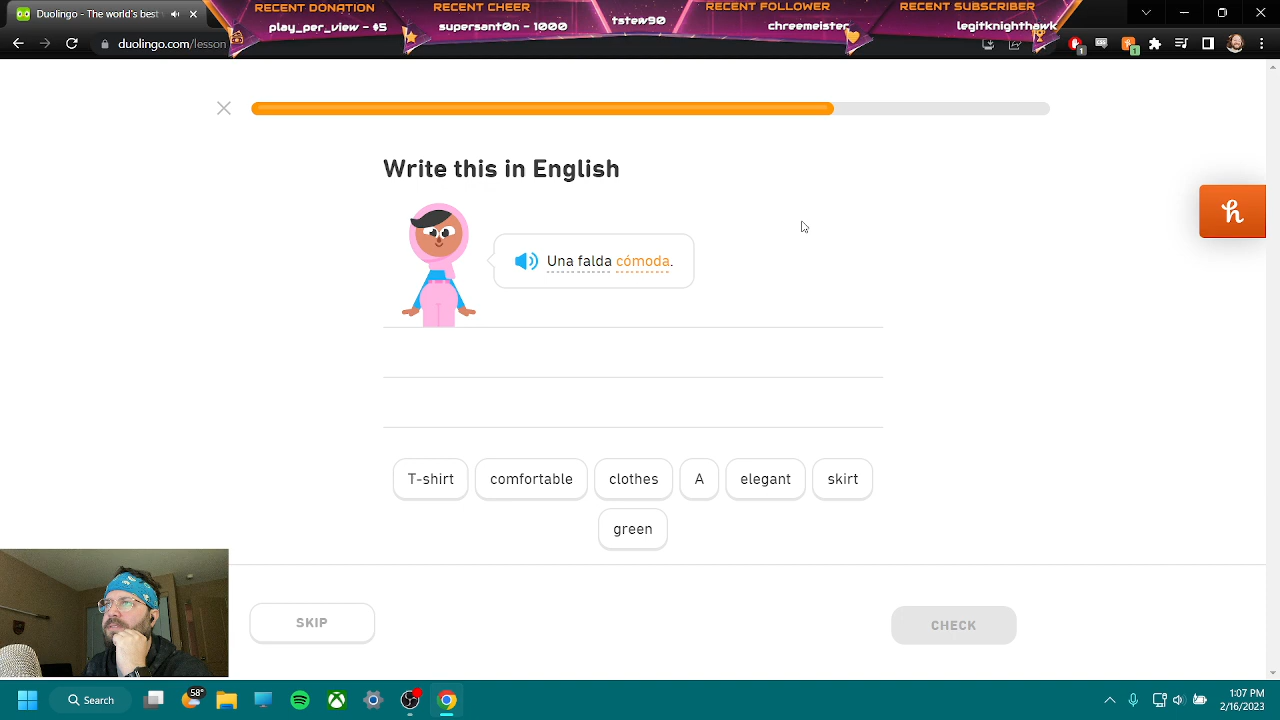 RECENT DONATION
play_per_view - $5
RECENT CHEER
supersant0n - 1000
tstew90
RECENT FOLLOWER
chreemeister
RECENT SUBSCRIBER
legitknighthawk
Duolingo - The world's best
duolingo.com/lesson
1
1
Write this in English
Una falda cómoda.
T-shirt
comfortable
clothes
A
elegant
skirt
green
SKIP
CHECK
Search
58°
1:07 PM
2/16/2023